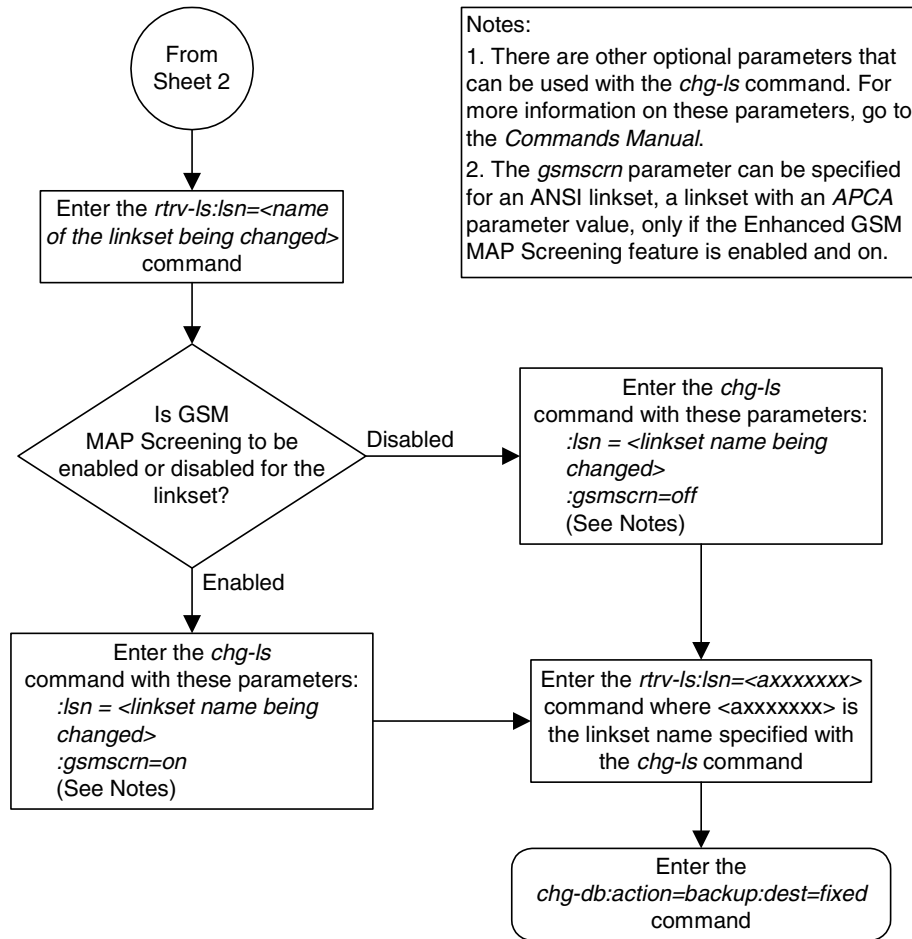 From
Sheet 2
Notes:
1. There are other optional parameters that
can be used with the chg-ls command. For
more information on these parameters, go to
the Commands Manual.
2. The gsmscrn parameter can be specified
for an ANSI linkset, a linkset with an APCA
parameter value, only if the Enhanced GSM
MAP Screening feature is enabled and on.
Enter the rtrv-ls:lsn=<name
of the linkset being changed>
command
Is GSM
MAP Screening to be
enabled or disabled for the
linkset?
Disabled
Enter the chg-ls
command with these parameters:
:lsn = <linkset name being
changed>
:gsmscrn=off
(See Notes)
Enabled
Enter the chg-ls
command with these parameters:
:lsn = <linkset name being
changed>
:gsmscrn=on
(See Notes)
Enter the rtrv-ls:lsn=<axxxxxxx>
command where <axxxxxxx> is
the linkset name specified with
the chg-ls command
Enter the
chg-db:action=backup:dest=fixed
command